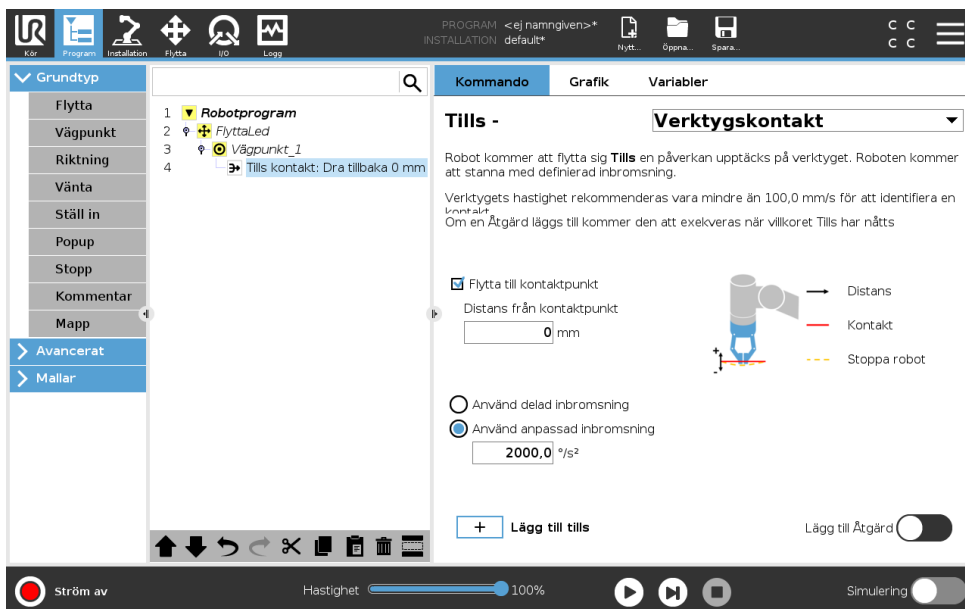 PROGRAM <ej namngiven>*
INSTALLATION default*
Kör
Program
Installation
Flytta
I/O
Logg
Nytt...
Öppna...
Spara...
C C
C C
Grundtyp
Flytta
Vägpunkt
Riktning
Vänta
Ställ in
Popup
Stopp
Kommentar
Mapp
Avancerat
Mallar
1 Robotprogram
2 FlyttaLed
3 Vägpunkt_1
4 Tills kontakt: Dra tillbaka 0 mm
Kommando Grafik Variabler
Tills - Verktygskontakt
Robot kommer att flytta sig Tills en påverkan upptäcks på verktyget. Roboten kommer
att stanna med definierad inbromsning.
Verktygets hastighet rekommenderas vara mindre än 100,0 mm/s för att identifiera en
kontakt
Om en Åtgärd läggs till kommer den att exekveras när villkoret Tills har nåtts
Flytta till kontaktpunkt
Distans från kontaktpunkt
0 mm
Distans
Kontakt
Stoppa robot
+
-
Använd delad inbromsning
Använd anpassad inbromsning
2000,0 °/s²
+ Lägg till tills
Lägg till Åtgärd
Ström av
Hastighet 100%
Simulering